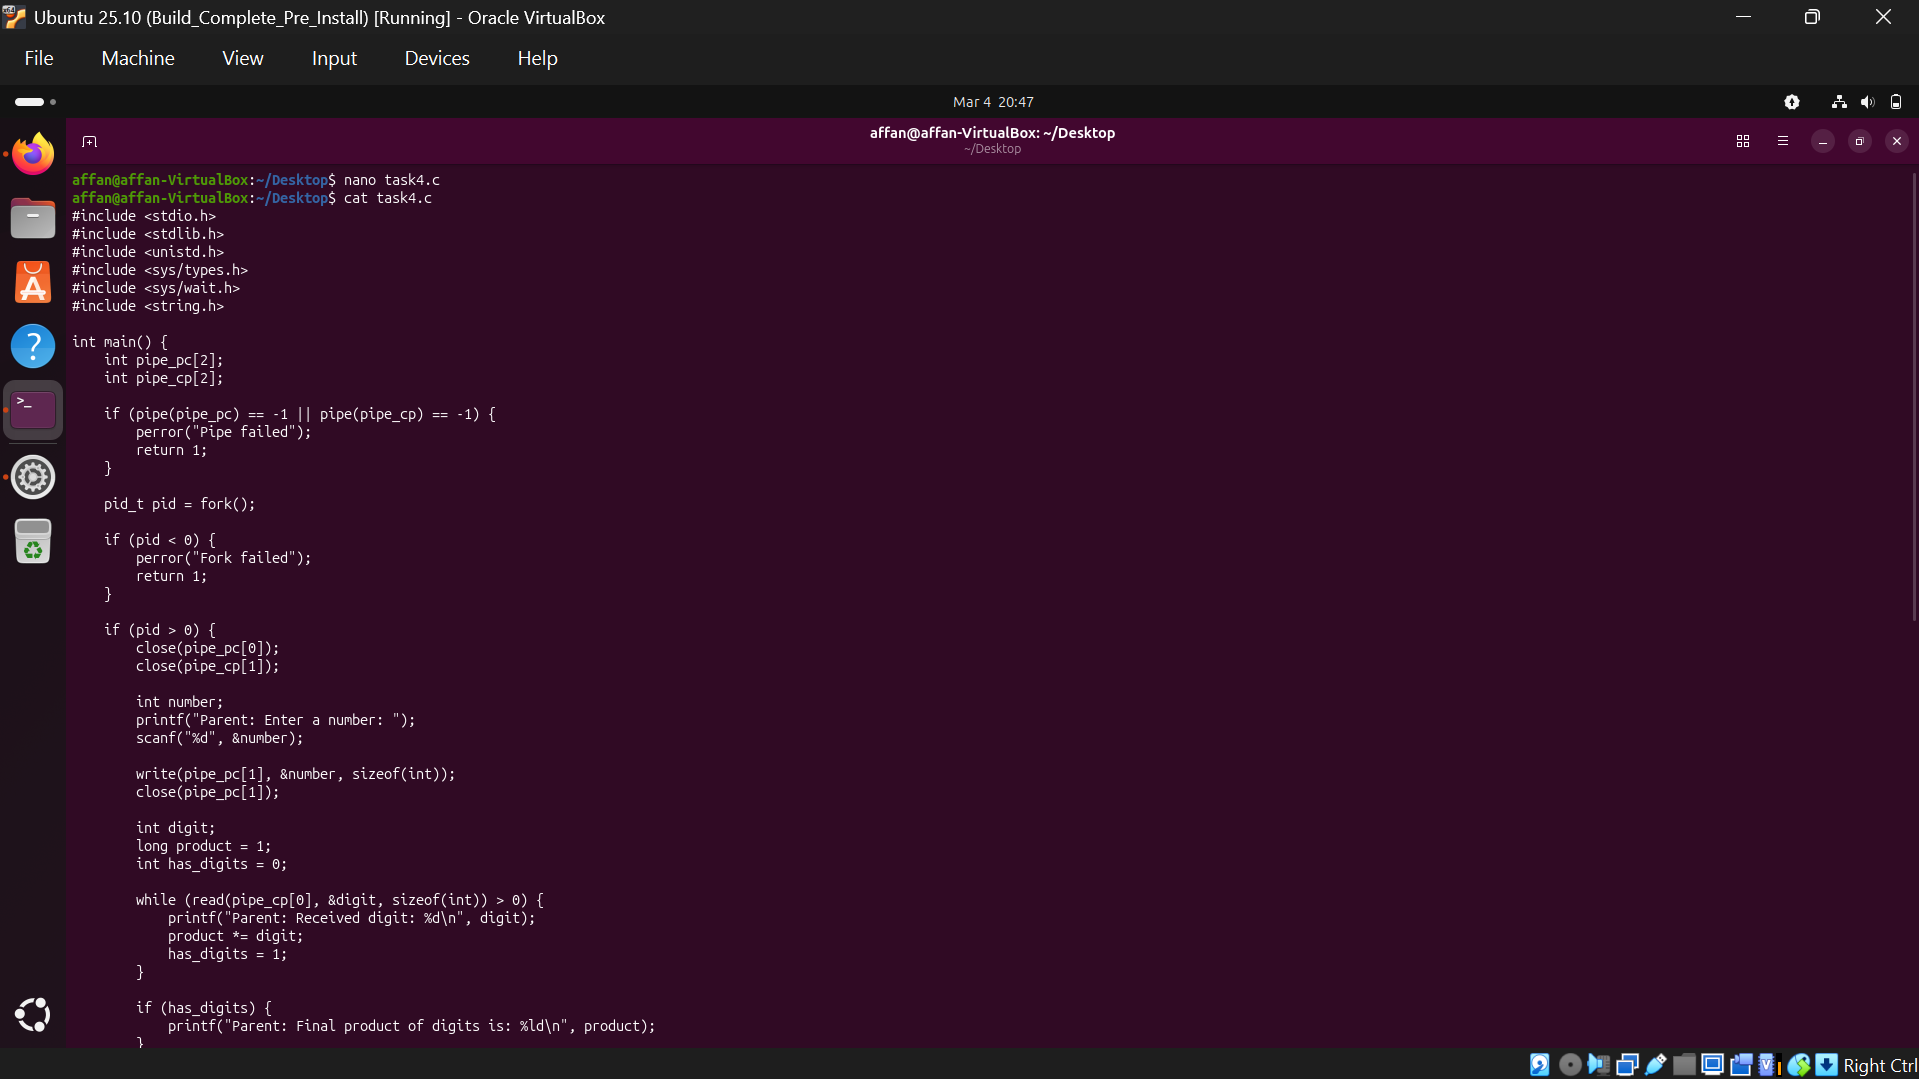 Ubuntu 25.10 (Build_Complete_Pre_Install) [Running] - Oracle VirtualBox
File Machine View Input Devices Help
Mar 4 20:47
affan@affan-VirtualBox: ~/Desktop
~/Desktop
affan@affan-VirtualBox:~/Desktop$ nano task4.c
affan@affan-VirtualBox:~/Desktop$ cat task4.c
#include <stdio.h>
#include <stdlib.h>
#include <unistd.h>
#include <sys/types.h>
#include <sys/wait.h>
#include <string.h>

int main() {
    int pipe_pc[2];
    int pipe_cp[2];

    if (pipe(pipe_pc) == -1 || pipe(pipe_cp) == -1) {
        perror("Pipe failed");
        return 1;
    }

    pid_t pid = fork();

    if (pid < 0) {
        perror("Fork failed");
        return 1;
    }

    if (pid > 0) {
        close(pipe_pc[0]);
        close(pipe_cp[1]);

        int number;
        printf("Parent: Enter a number: ");
        scanf("%d", &number);

        write(pipe_pc[1], &number, sizeof(int));
        close(pipe_pc[1]);

        int digit;
        long product = 1;
        int has_digits = 0;

        while (read(pipe_cp[0], &digit, sizeof(int)) > 0) {
            printf("Parent: Received digit: %d\n", digit);
            product *= digit;
            has_digits = 1;
        }

        if (has_digits) {
            printf("Parent: Final product of digits is: %ld\n", product);
        }
Right Ctrl